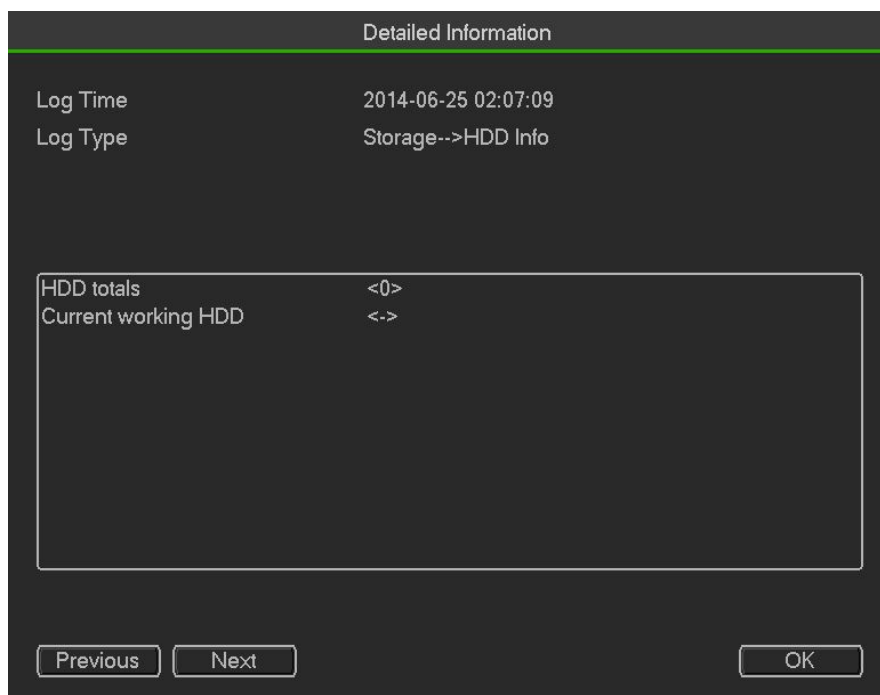 Detailed Information
Log Time 2014-06-25 02:07:09
Log Type Storage-->HDD Info
HDD totals <0>
Current working HDD <->
Previous Next OK